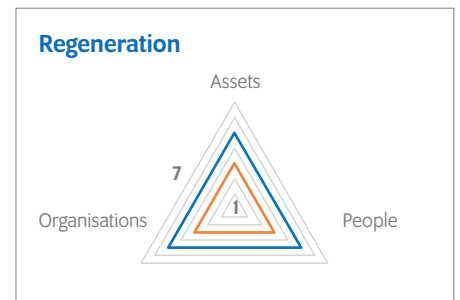 Regeneration
Assets
7
1
Organisations
People